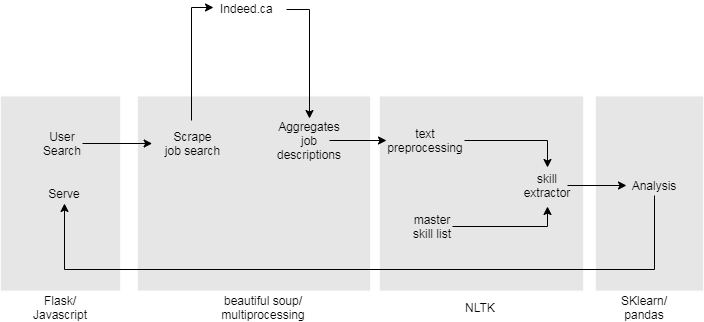 Indeed.ca
User
Search
Scrape
job search
Aggregates
job
descriptions
text
preprocessing
skill
extractor
Analysis
Serve
master
skill list
Flask/
Javascript
beautiful soup/
multiprocessing
NLTK
SKlearn/
pandas